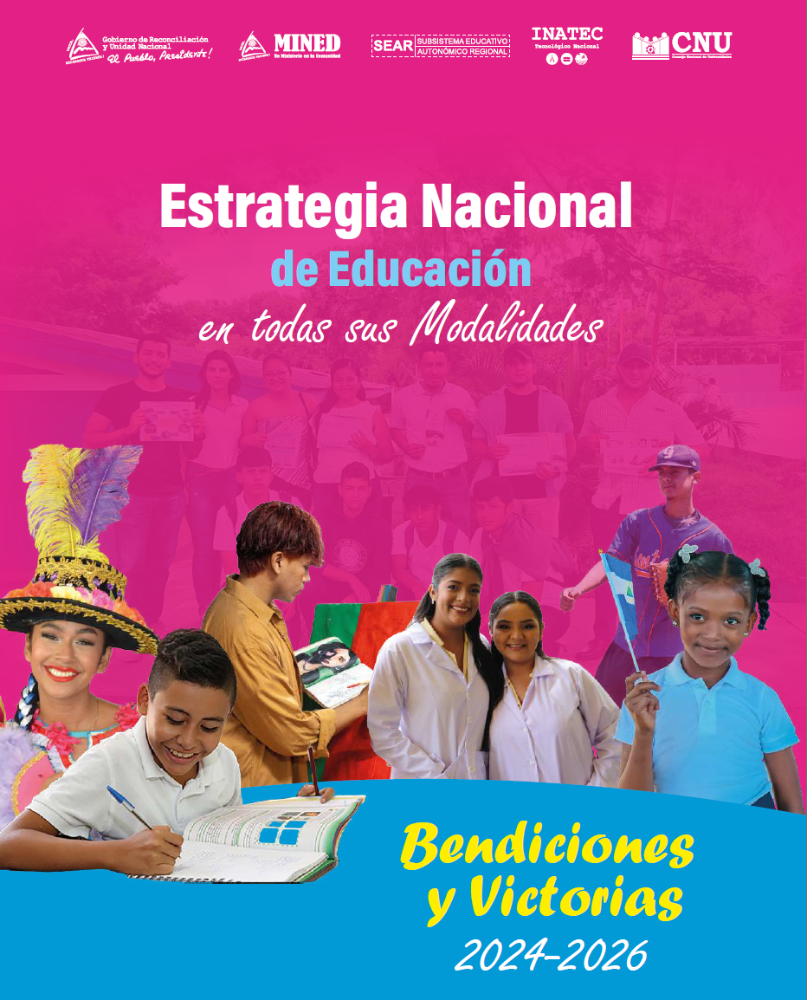 Gobierno de Reconciliación
y Unidad Nacional
El Pueblo, Presidente!
MINED
Un Ministerio en la Comunidad
SEAR
SUBSISTEMA EDUCATIVO
AUTONÓMICO REGIONAL
INATEC
Tecnológico Nacional
CNU
Consejo Nacional de Universidades
Estrategia Nacional
de Educación
en todas sus Modalidades
Bendiciones
y Victorias
2024–2026